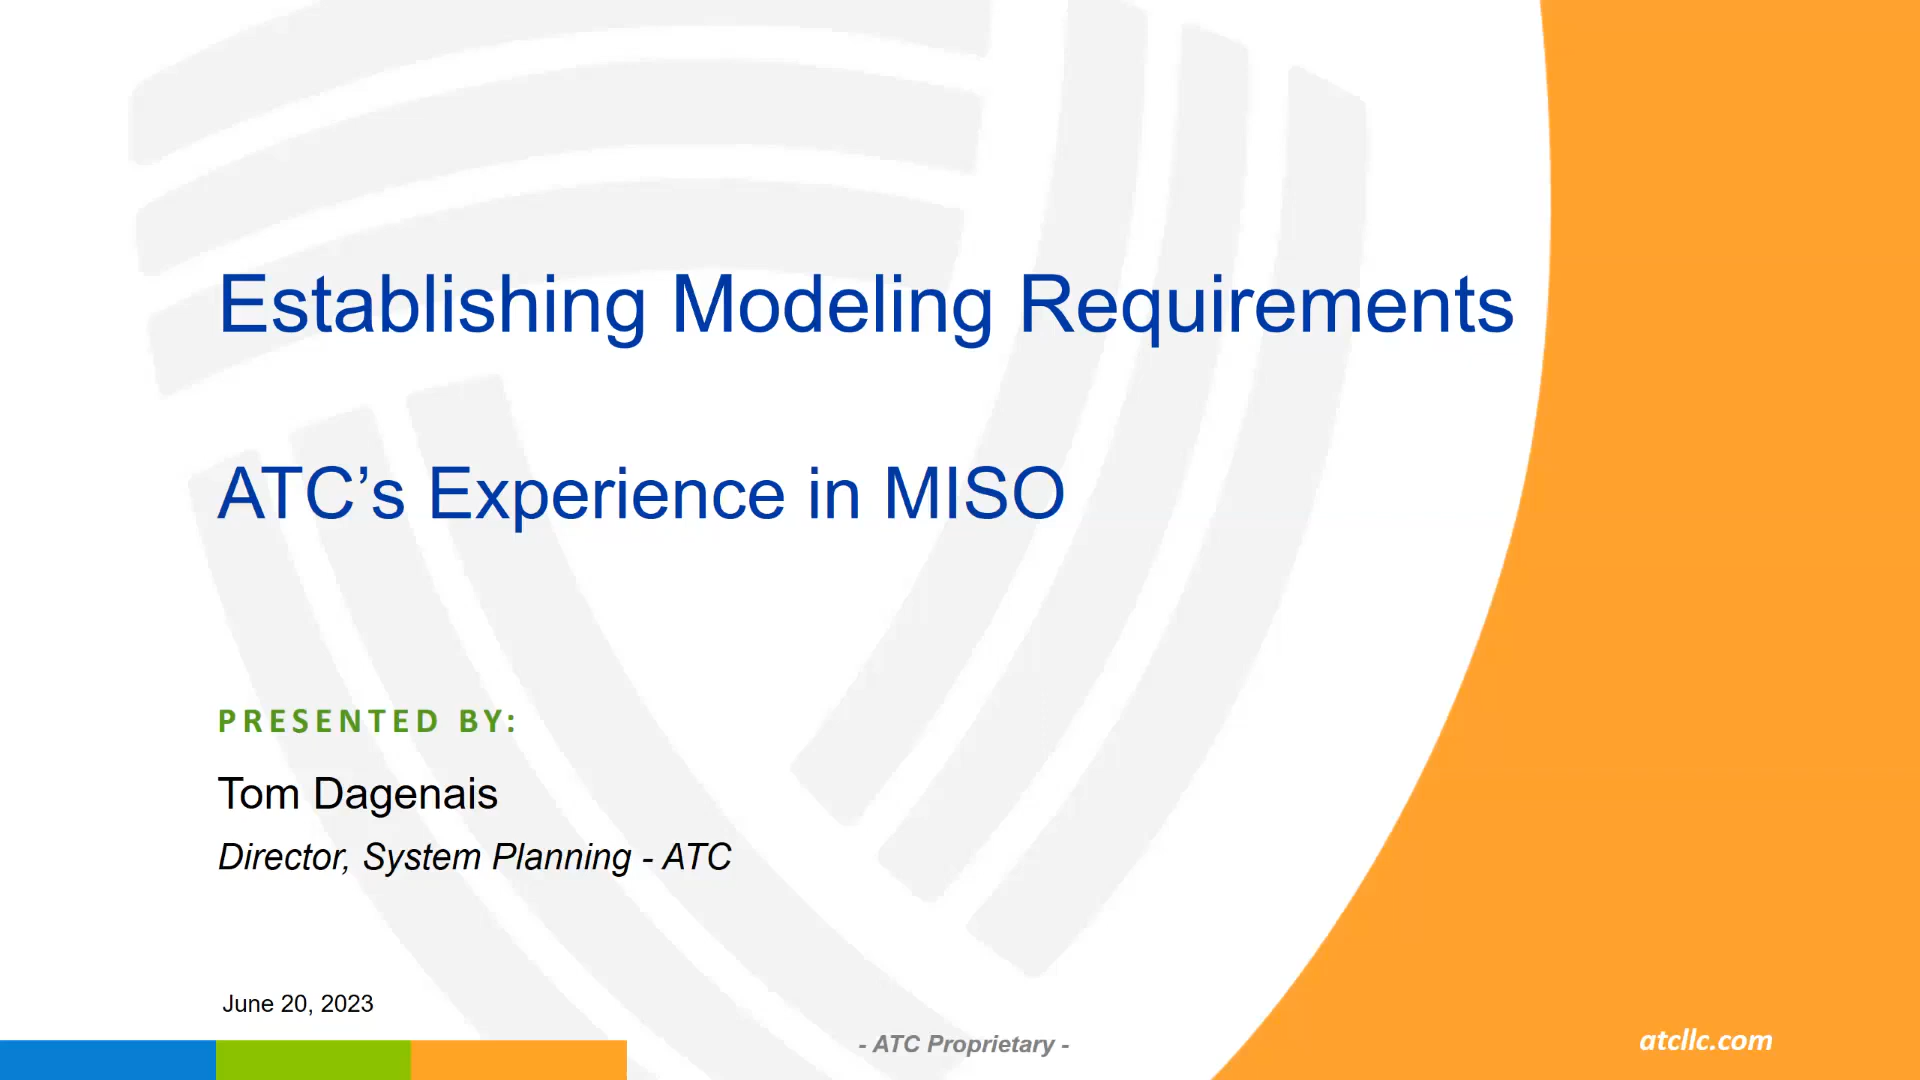 Establishing Modeling Requirements
ATC’s Experience in MISO
PRESENTED BY:
Tom Dagenais
Director, System Planning - ATC
June 20, 2023
- ATC Proprietary -
atcllc.com